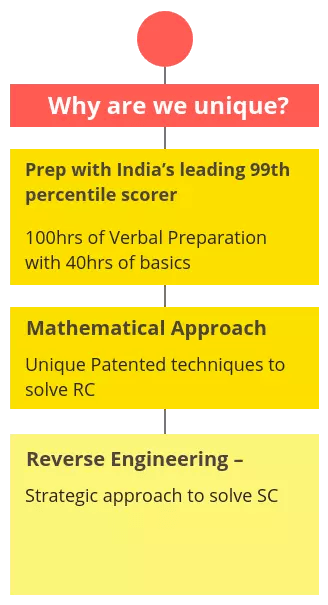 Why are we unique?
Prep with India’s leading 99th
percentile scorer
100hrs of Verbal Preparation
with 40hrs of basics
Mathematical Approach
Unique Patented techniques to
solve RC
Reverse Engineering –
Strategic approach to solve SC